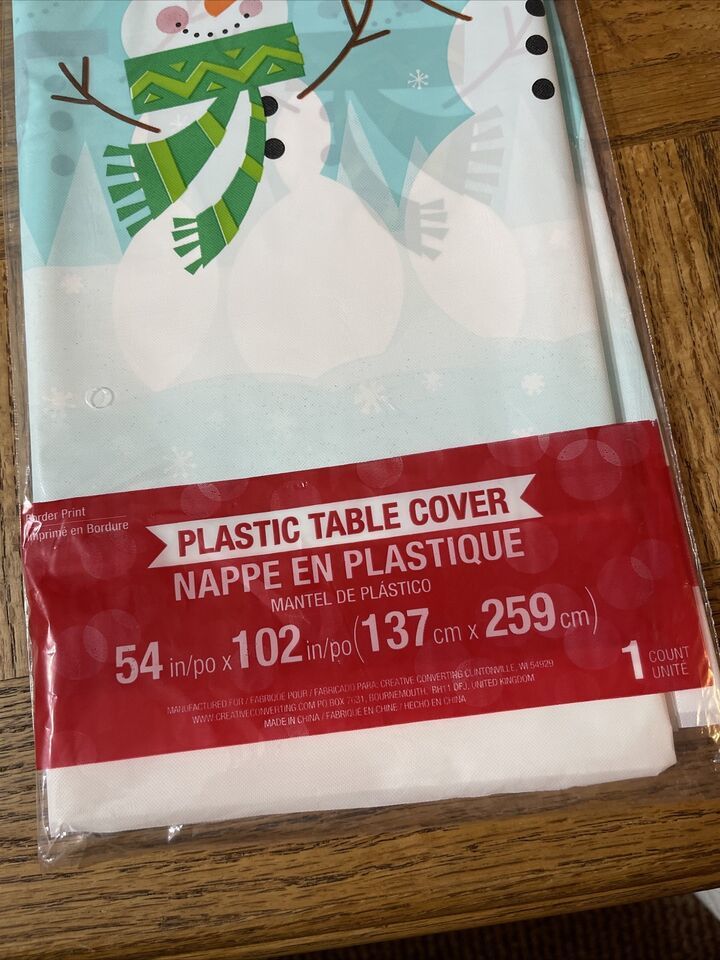 Border Print
Imprimé en Bordure
PLASTIC TABLE COVER
NAPPE EN PLASTIQUE
MANTEL DE PLÁSTICO
54 in/po x 102 in/po (137 cm x 259 cm)
1 COUNT
UNITÉ
MANUFACTURED FOR / FABRIQUÉ POUR / FABRICADO PARA: CREATIVE CONVERTING CLINTONVILLE, WI 54929
WWW.CREATIVECONVERTING.COM PO BOX 7631, BOURNEMOUTH, BH11 DFJ, UNITED KINGDOM
MADE IN CHINA / FABRIQUÉ EN CHINE / HECHO EN CHINA